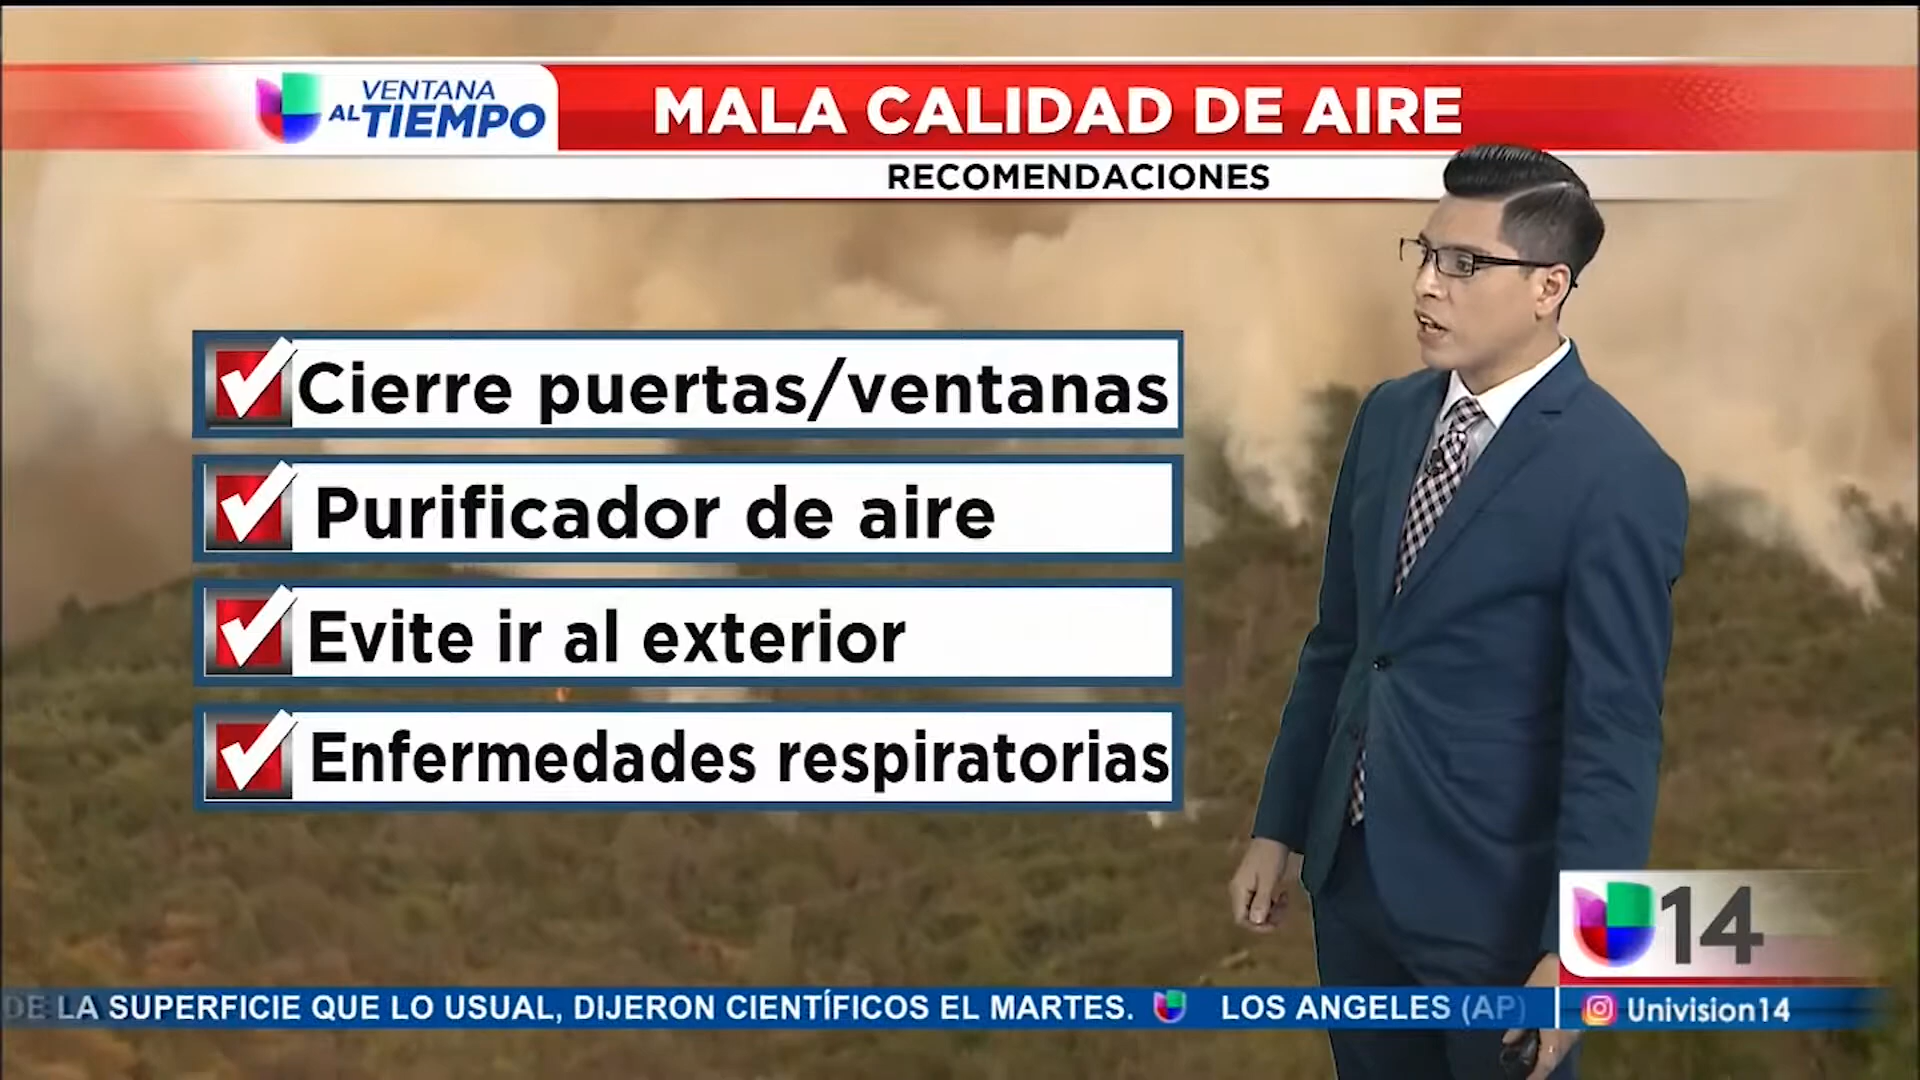 VENTANA
AL TIEMPO
MALA CALIDAD DE AIRE
RECOMENDACIONES
Cierre puertas/ventanas
Purificador de aire
Evite ir al exterior
Enfermedades respiratorias
14
DE LA SUPERFICIE QUE LO USUAL, DIJERON CIENTÍFICOS EL MARTES. LOS ANGELES (AP)
Univision14